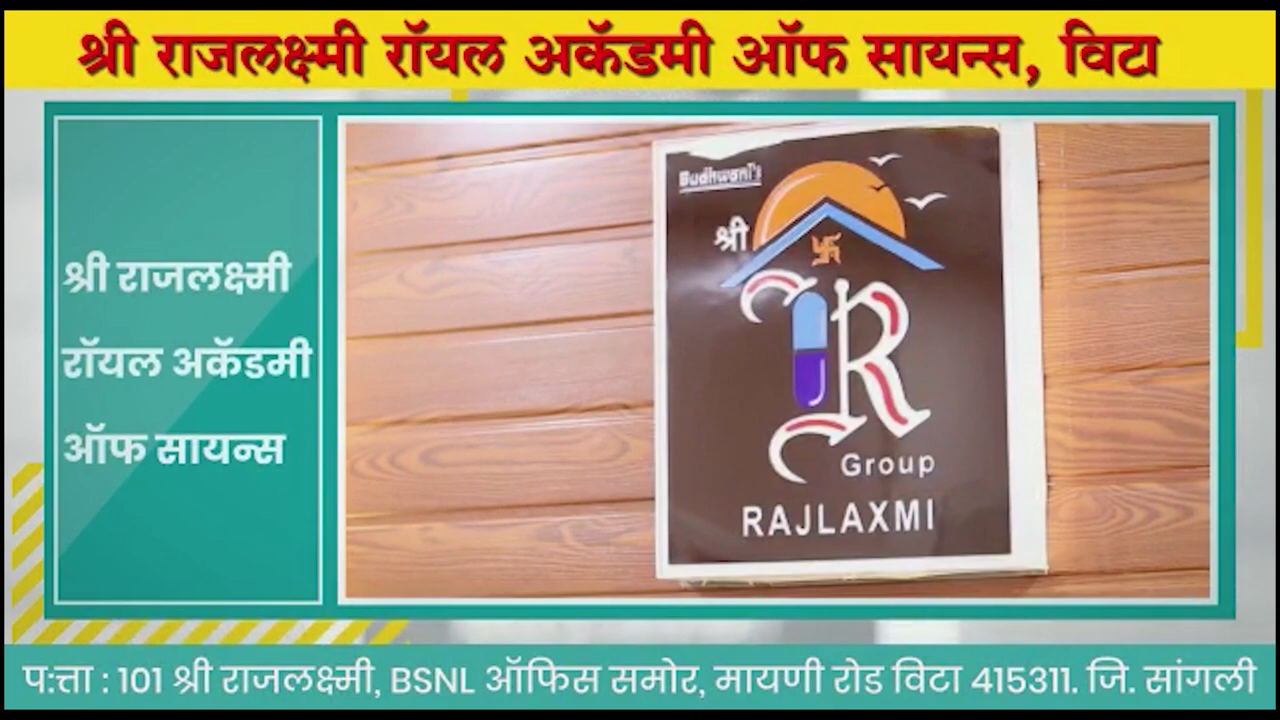 श्री राजलक्ष्मी रॉयल अकॅडमी ऑफ सायन्स, विटा
श्री राजलक्ष्मी
रॉयल अकॅडमी
ऑफ सायन्स
Budhwani's
श्री
R
Group
RAJLAXMI
प:त्ता : 101 श्री राजलक्ष्मी, BSNL ऑफिस समोर, मायणी रोड विटा 415311. जि. सांगली